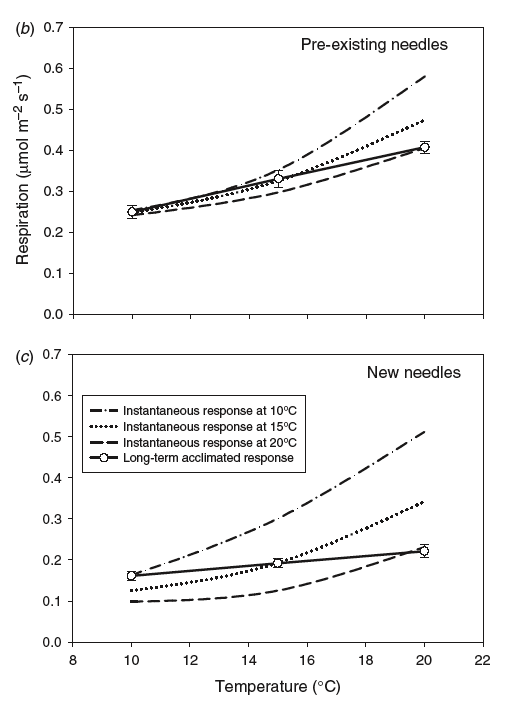 (b)
0.7
Pre-existing needles
0.6
0.5
0.4
0.3
0.2
0.1
0.0
Respiration (μmol m⁻² s⁻¹)
(c)
0.7
New needles
0.6
0.5
0.4
0.3
0.2
0.1
0.0
Instantaneous response at 10°C
Instantaneous response at 15°C
Instantaneous response at 20°C
Long-term acclimated response
8 10 12 14 16 18 20 22
Temperature (°C)